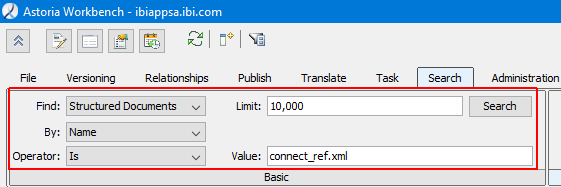 Astoria Workbench - ibiappsa.ibi.com
File Versioning Relationships Publish Translate Task Search Administration
Find: Structured Documents Limit: 10,000 Search
By: Name
Operator: Is Value: connect_ref.xml
Basic